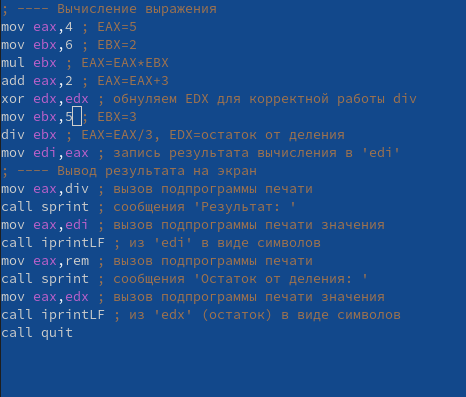 ; ---- Вычисление выражения
mov eax,4 ; EAX=5
mov ebx,6 ; EBX=2
mul ebx ; EAX=EAX*EBX
add eax,2 ; EAX=EAX+3
xor edx,edx ; обнуляем EDX для корректной работы div
mov ebx,5 ; EBX=3
div ebx ; EAX=EAX/3, EDX=остаток от деления
mov edi,eax ; запись результата вычисления в 'edi'
; ---- Вывод результата на экран
mov eax,div ; вызов подпрограммы печати
call sprint ; сообщения 'Результат: '
mov eax,edi ; вызов подпрограммы печати значения
call iprintLF ; из 'edi' в виде символов
mov eax,rem ; вызов подпрограммы печати
call sprint ; сообщения 'Остаток от деления: '
mov eax,edx ; вызов подпрограммы печати значения
call iprintLF ; из 'edx' (остаток) в виде символов
call quit